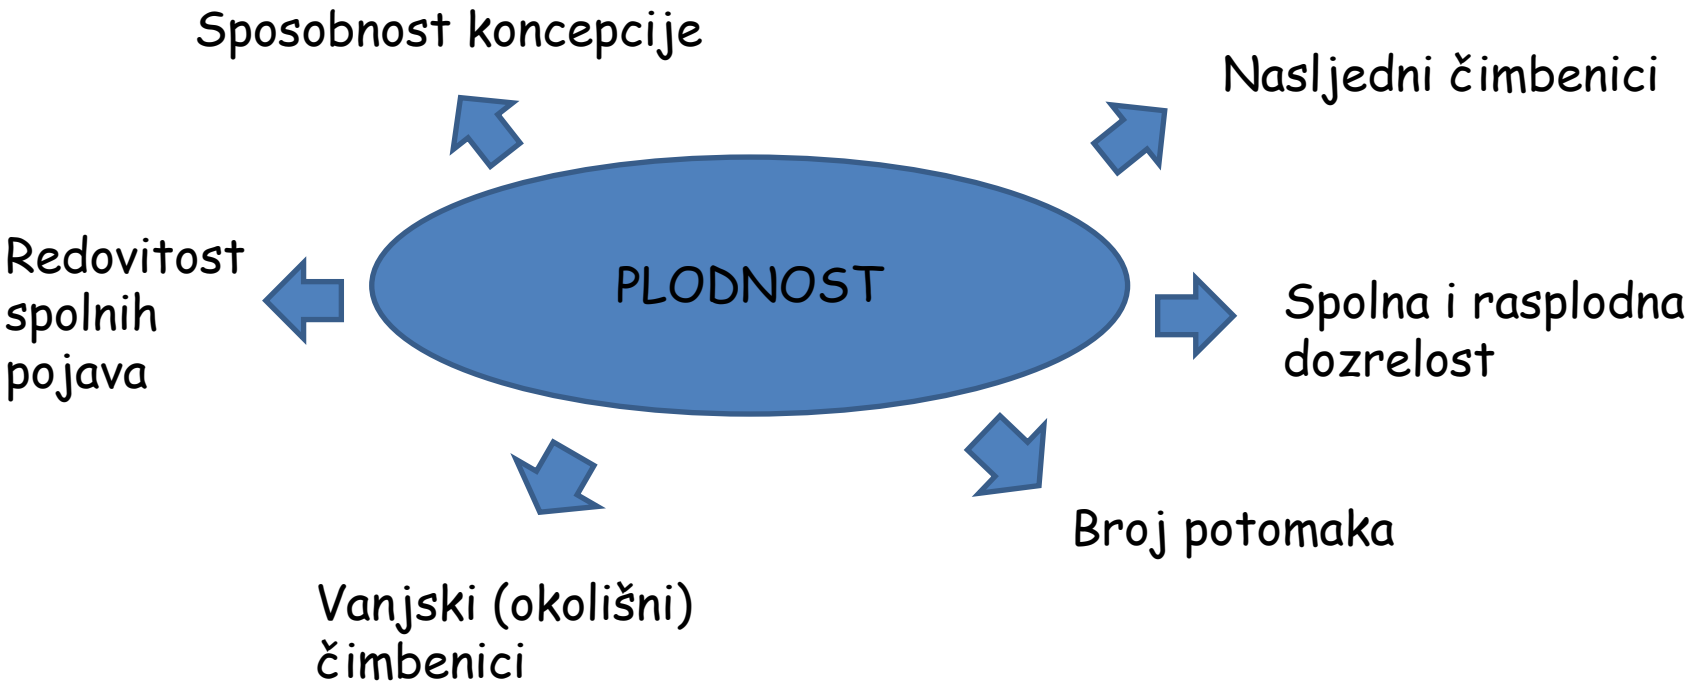 Sposobnost koncepcije
Nasljedni čimbenici
Redovitost
spolnih
pojava
PLODNOST
Spolna i rasplodna
dozrelost
Broj potomaka
Vanjski (okolišni)
čimbenici